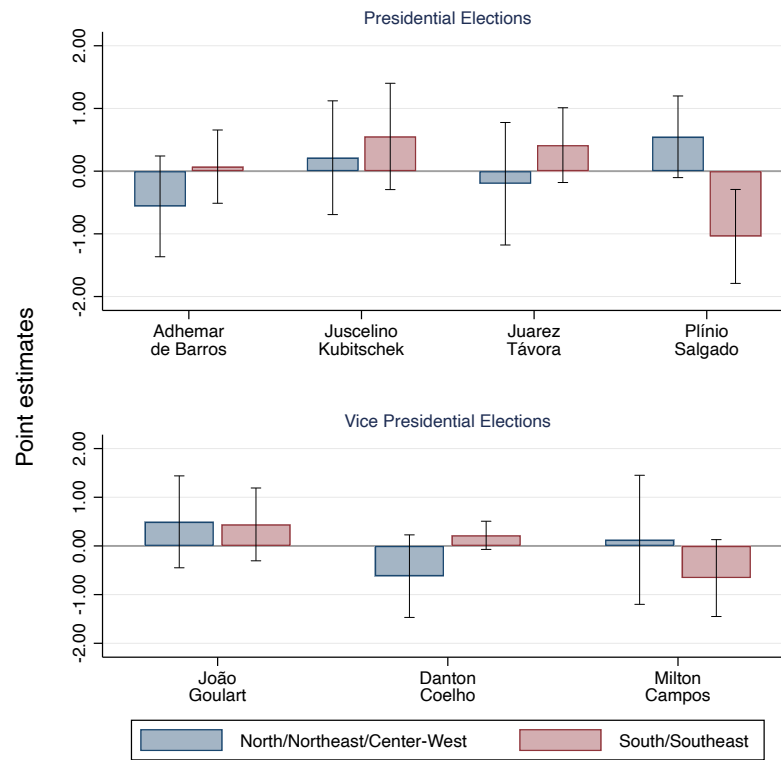 Presidential Elections
2.00
1.00
0.00
-1.00
-2.00
Adhemar
de Barros
Juscelino
Kubitschek
Juarez
Távora
Plínio
Salgado
Point estimates
Vice Presidential Elections
2.00
1.00
0.00
-1.00
-2.00
João
Goulart
Danton
Coelho
Milton
Campos
North/Northeast/Center-West
South/Southeast